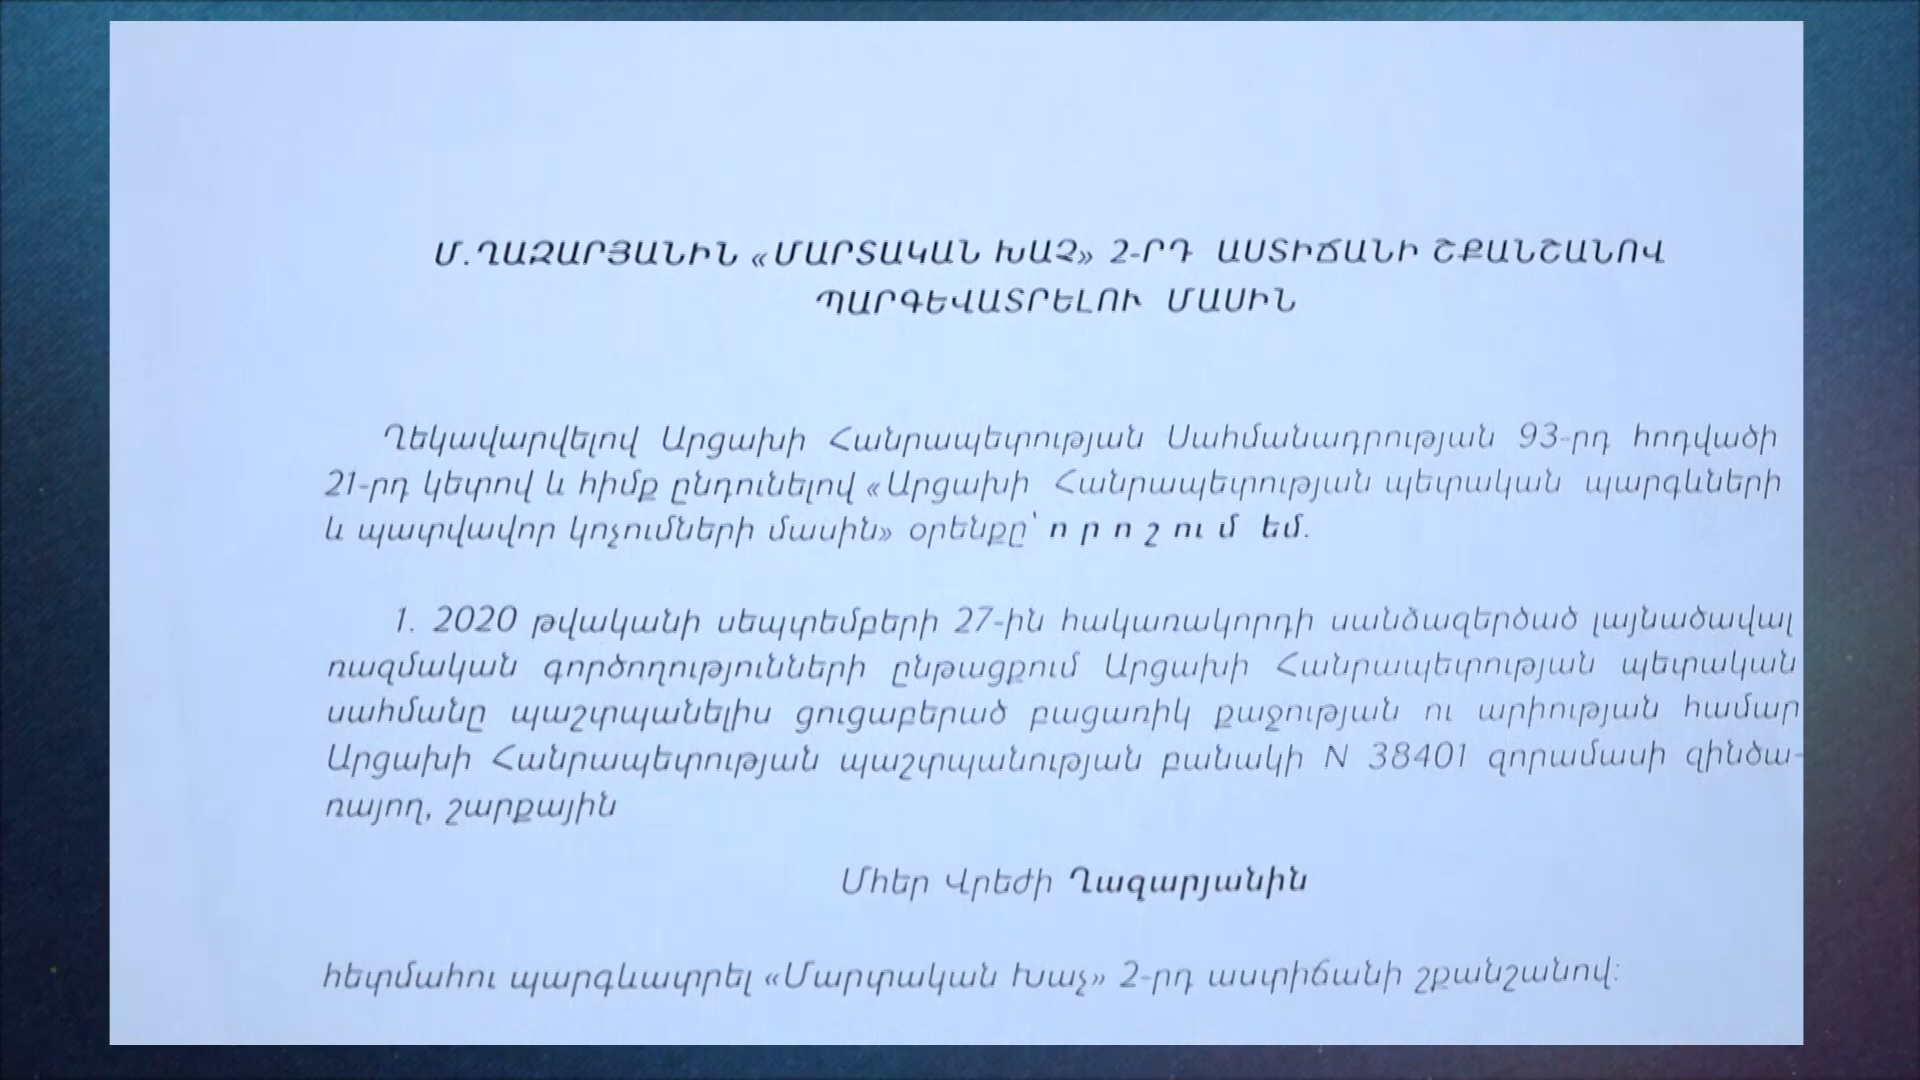 Մ.ՂԱԶԱՐՅԱՆԻՆ «ՄԱՐՏԱԿԱՆ ԽԱՉ» 2-ՐԴ ԱՍՏԻՃԱՆԻ ՇՔԱՆՇԱՆՈՎ
ՊԱՐԳԵՎԱՏՐԵԼՈՒ ՄԱՍԻՆ
Ղեկավարվելով Արցախի Հանրապետության Սահմանադրության 93-րդ հոդվածի
21-րդ կետով և հիմք ընդունելով «Արցախի Հանրապետության պետական պարգևների
և պատվավոր կոչումների մասին» օրենքը՝ ո ր ո շ ու մ եմ.
1. 2020 թվականի սեպտեմբերի 27-ին հակառակորդի սանձազերծած լայնածավալ
ռազմական գործողությունների ընթացքում Արցախի Հանրապետության պետական
սահմանը պաշտպանելիս ցուցաբերած բացառիկ քաջության ու արիության համար
Արցախի Հանրապետության պաշտպանության բանակի N 38401 զորամասի զինծա-
ռայող, շարքային
Մհեր Վրեժի Ղազարյանին
հետմահու պարգևատրել «Մարտական Խաչ» 2-րդ աստիճանի շքանշանով: